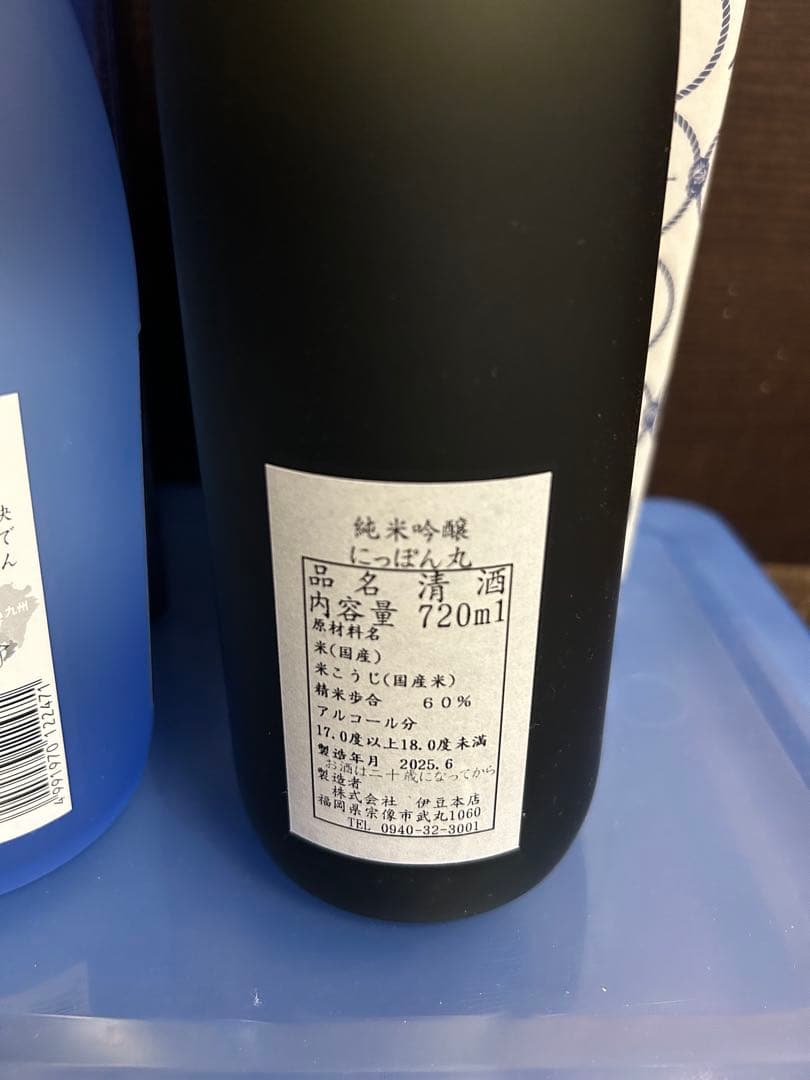 純米吟醸
にっぽん丸
品名 清酒
内容量 720ml
原材料名
米(国産)
米こうじ(国産米)
精米歩合 60%
アルコール分
17.0度以上18.0度未満
製造年月 2025.6
お酒は二十歳になってから
製造者
株式会社 伊豆本店
福岡県宗像市武丸1060
TEL 0940-32-3001
で
ん
九州
4991970122471